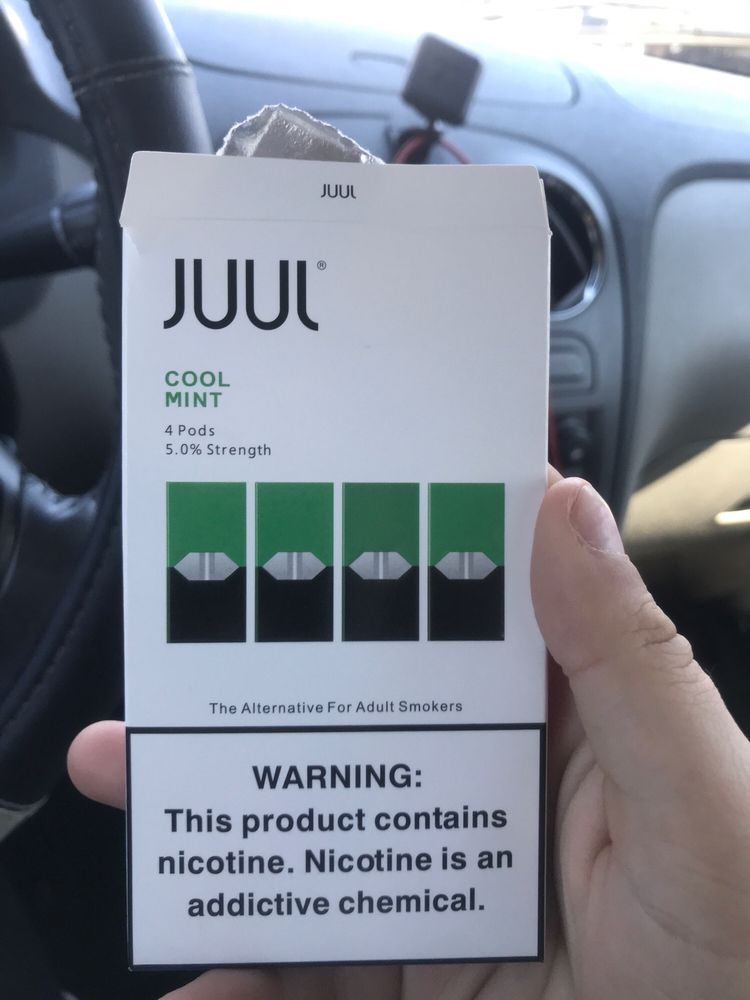 JUUL
JUUL®
COOL
MINT
4 Pods
5.0% Strength
The Alternative For Adult Smokers
WARNING:
This product contains
nicotine. Nicotine is an
addictive chemical.